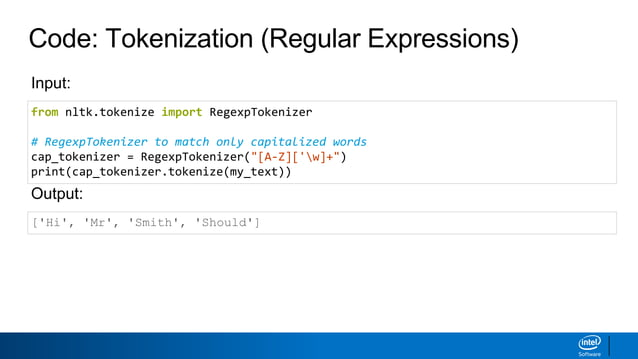 Code: Tokenization (Regular Expressions)
Input:
from nltk.tokenize import RegexpTokenizer
# RegexpTokenizer to match only capitalized words
cap_tokenizer = RegexpTokenizer("[A-Z]['\w]+")
print(cap_tokenizer.tokenize(my_text))
Output:
['Hi', 'Mr', 'Smith', 'Should']
intel
Software